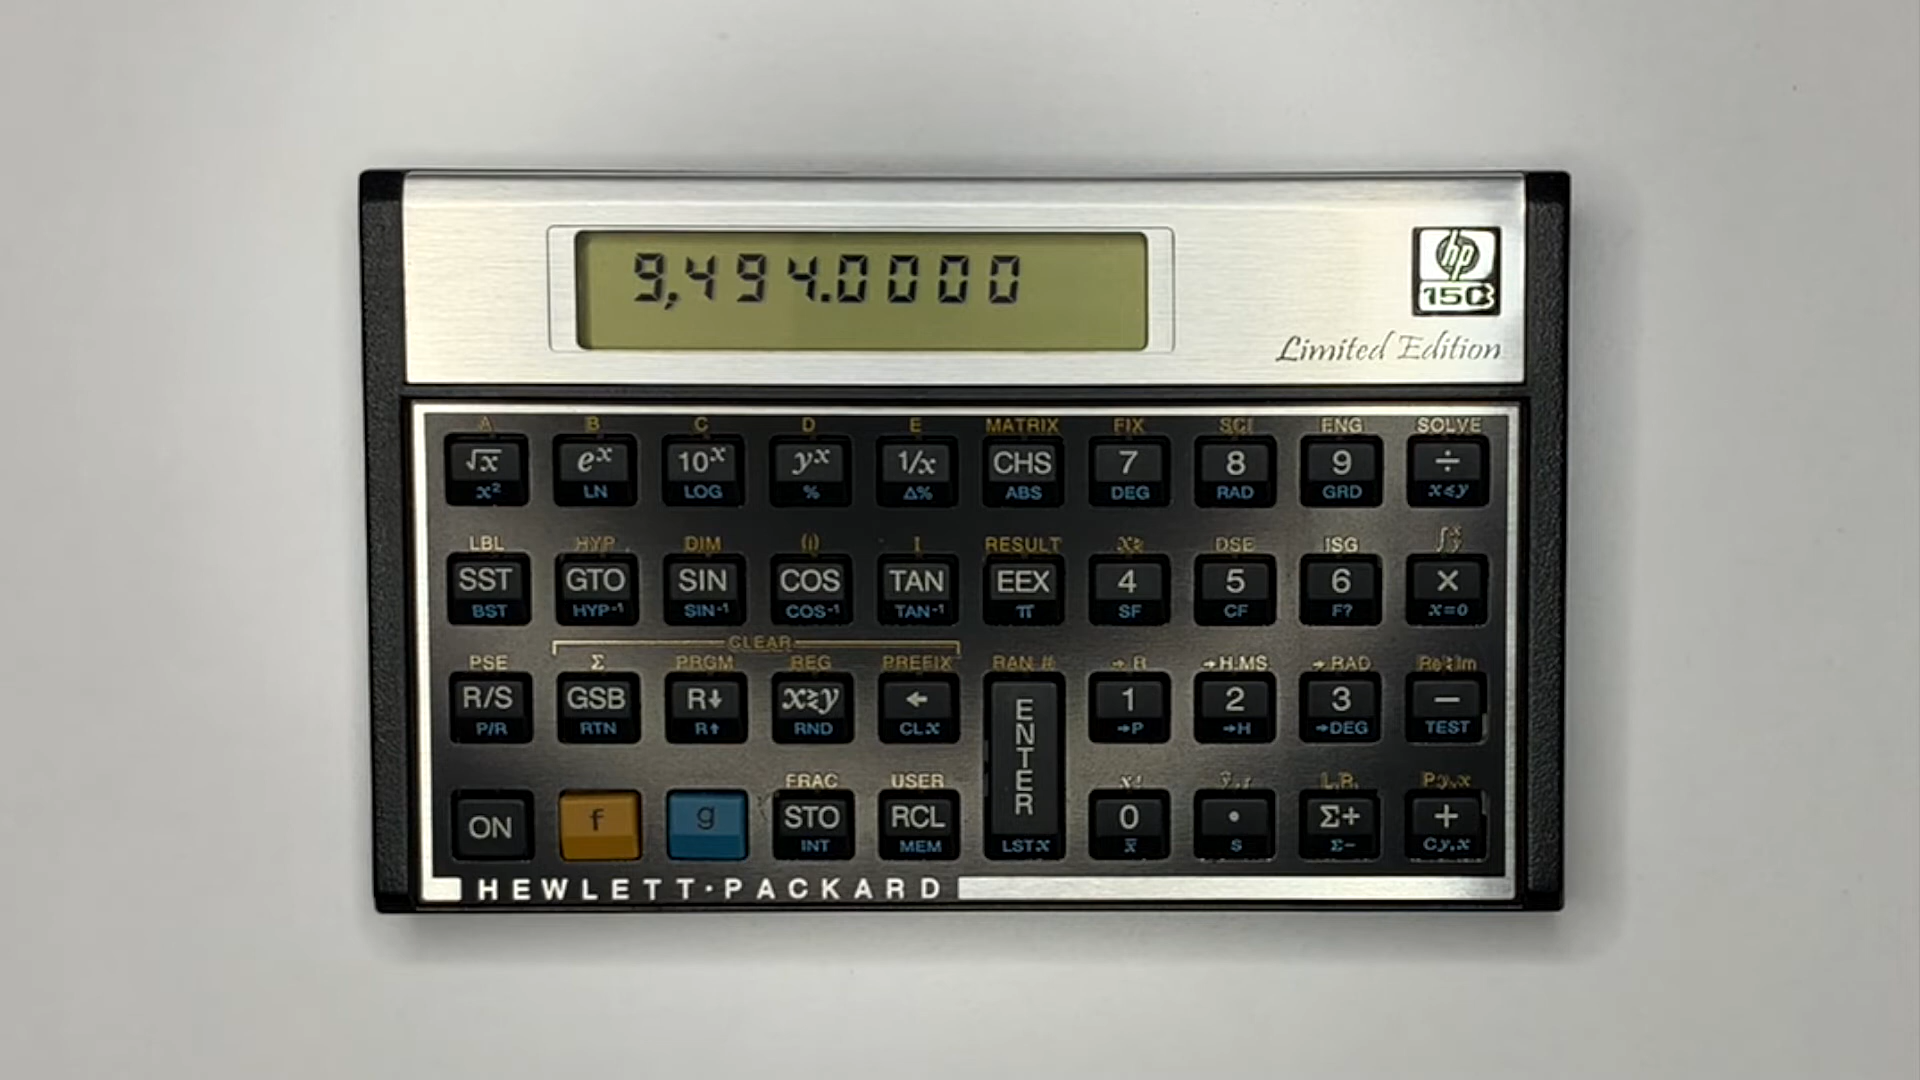 9,494.0000
hp
15C
Limited Edition
A B C D E MATRIX FIX SCI ENG SOLVE
√x eˣ 10ˣ yˣ 1/x CHS 7 8 9 ÷
x² LN LOG % Δ% ABS DEG RAD GRD x≤y
LBL HYP DIM (i) I RESULT x≷ DSE ISG ∫xy
SST GTO SIN COS TAN EEX 4 5 6 ×
BST HYP⁻¹ SIN⁻¹ COS⁻¹ TAN⁻¹ π SF CF F? x=0
CLEAR
PSE Σ PRGM REG PREFIX RAN # →R →H.MS →RAD Re≷Im
R/S GSB R↓ x≷y ← ENTER 1 2 3 −
P/R RTN R↑ RND CLx →P →H →DEG TEST
FRAC USER x! ŷ,r L.R. Py,x
ON f g STO RCL 0 • Σ+ +
INT MEM LSTx x̄ s Σ− Cy,x
HEWLETT·PACKARD